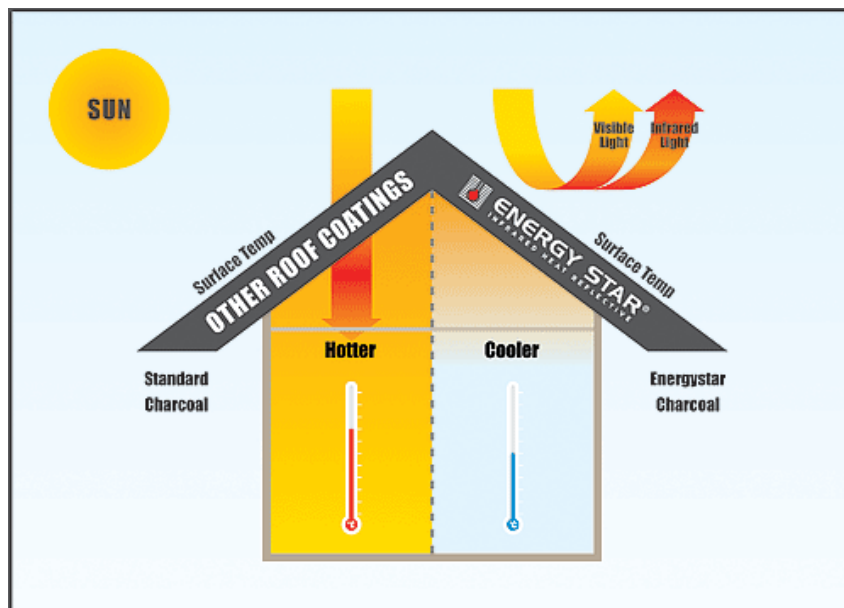 SUN
Visible
Light
Infrared
Light
Surface Temp
OTHER ROOF COATINGS
ENERGY STAR®
INFRARED HEAT REFLECTIVE
Surface Temp
Hotter
Cooler
Standard
Charcoal
Energystar
Charcoal
°C
°C